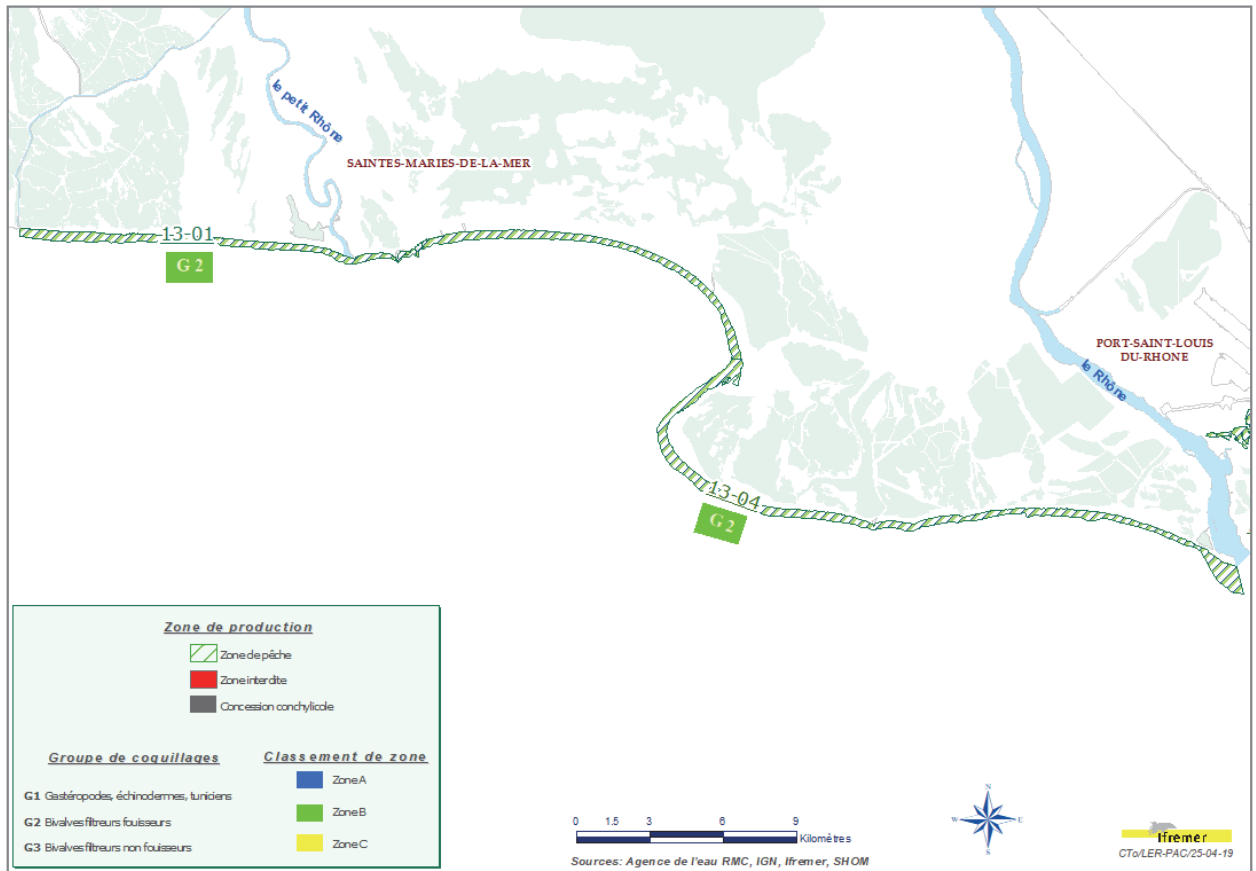 le petit Rhône
SAINTES-MARIES-DE-LA-MER
13-01
G 2
PORT-SAINT-LOUIS
DU-RHONE
le Rhône
13-04
G 2
Zone de production
Zone de pêche
Zone interdite
Concession conchylicole
Groupe de coquillages
G1 Gastéropodes, échinodermes, tuniciens
G2 Bivalves filtreurs fouisseurs
G3 Bivalves filtreurs non fouisseurs
Classement de zone
Zone A
Zone B
Zone C
0 1.5 3 6 9
Kilomètres
Sources: Agence de l'eau RMC, IGN, Ifremer, SHOM
N
W E
S
Ifremer
CTo/LER-PAC/25-04-19